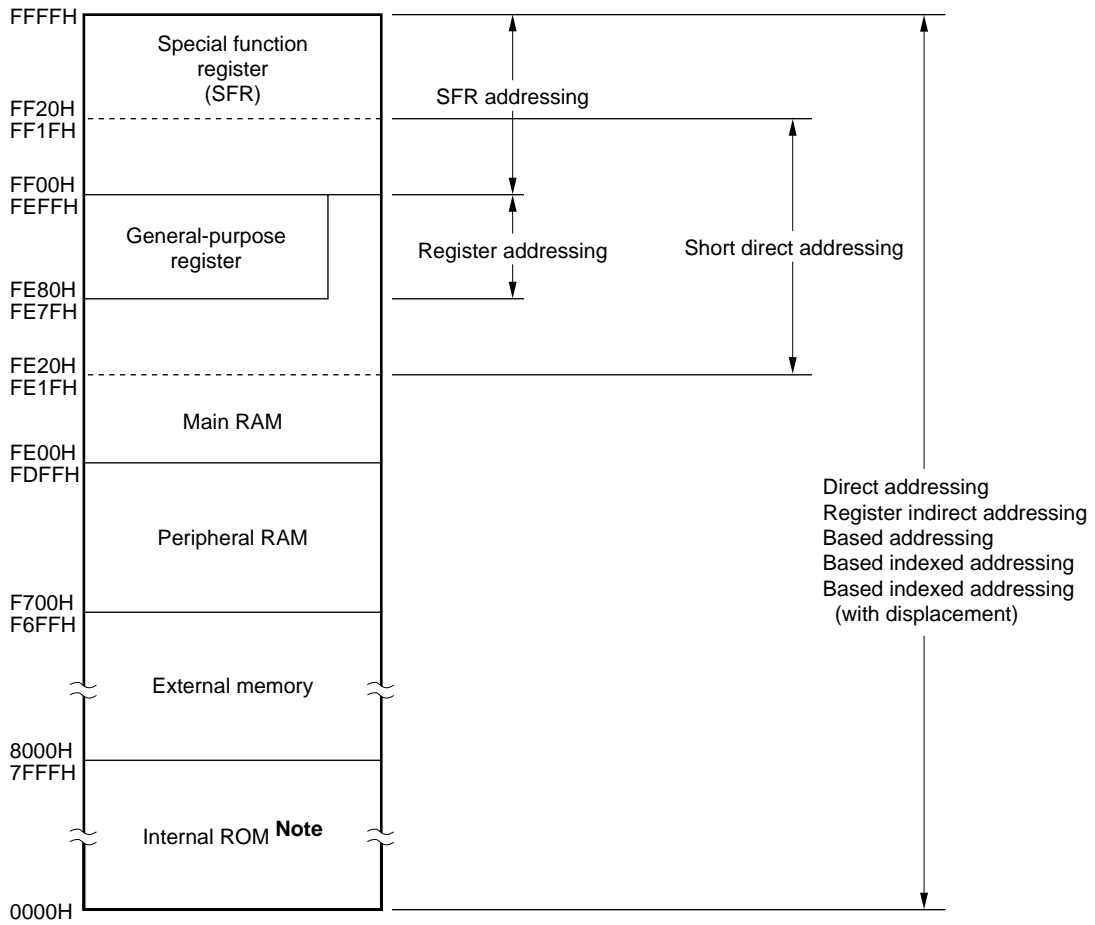 FFFFH
Special function
register
(SFR)
SFR addressing
FF20H
FF1FH
FF00H
FEFFH
General-purpose
register
Register addressing
Short direct addressing
FE80H
FE7FH
FE20H
FE1FH
Main RAM
FE00H
FDFFH
Peripheral RAM
Direct addressing
Register indirect addressing
Based addressing
Based indexed addressing
Based indexed addressing
(with displacement)
F700H
F6FFH
External memory
8000H
7FFFH
Internal ROM Note
0000H